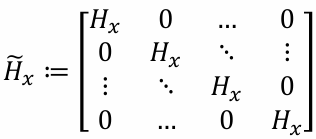 H̃ₓ ≔ [ Hₓ 0 … 0
0 Hₓ ⋱ ⋮
⋮ ⋱ Hₓ 0
0 … 0 Hₓ ]